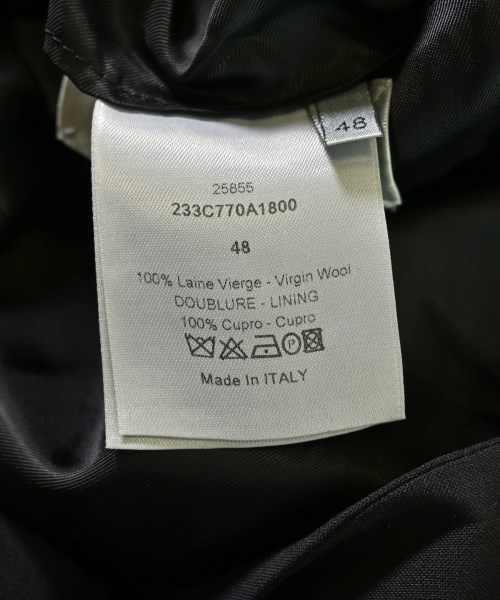 48
25855
233C770A1800
48
100% Laine Vierge - Virgin Wool
DOUBLURE - LINING
100% Cupro - Cupro
P
Made In ITALY